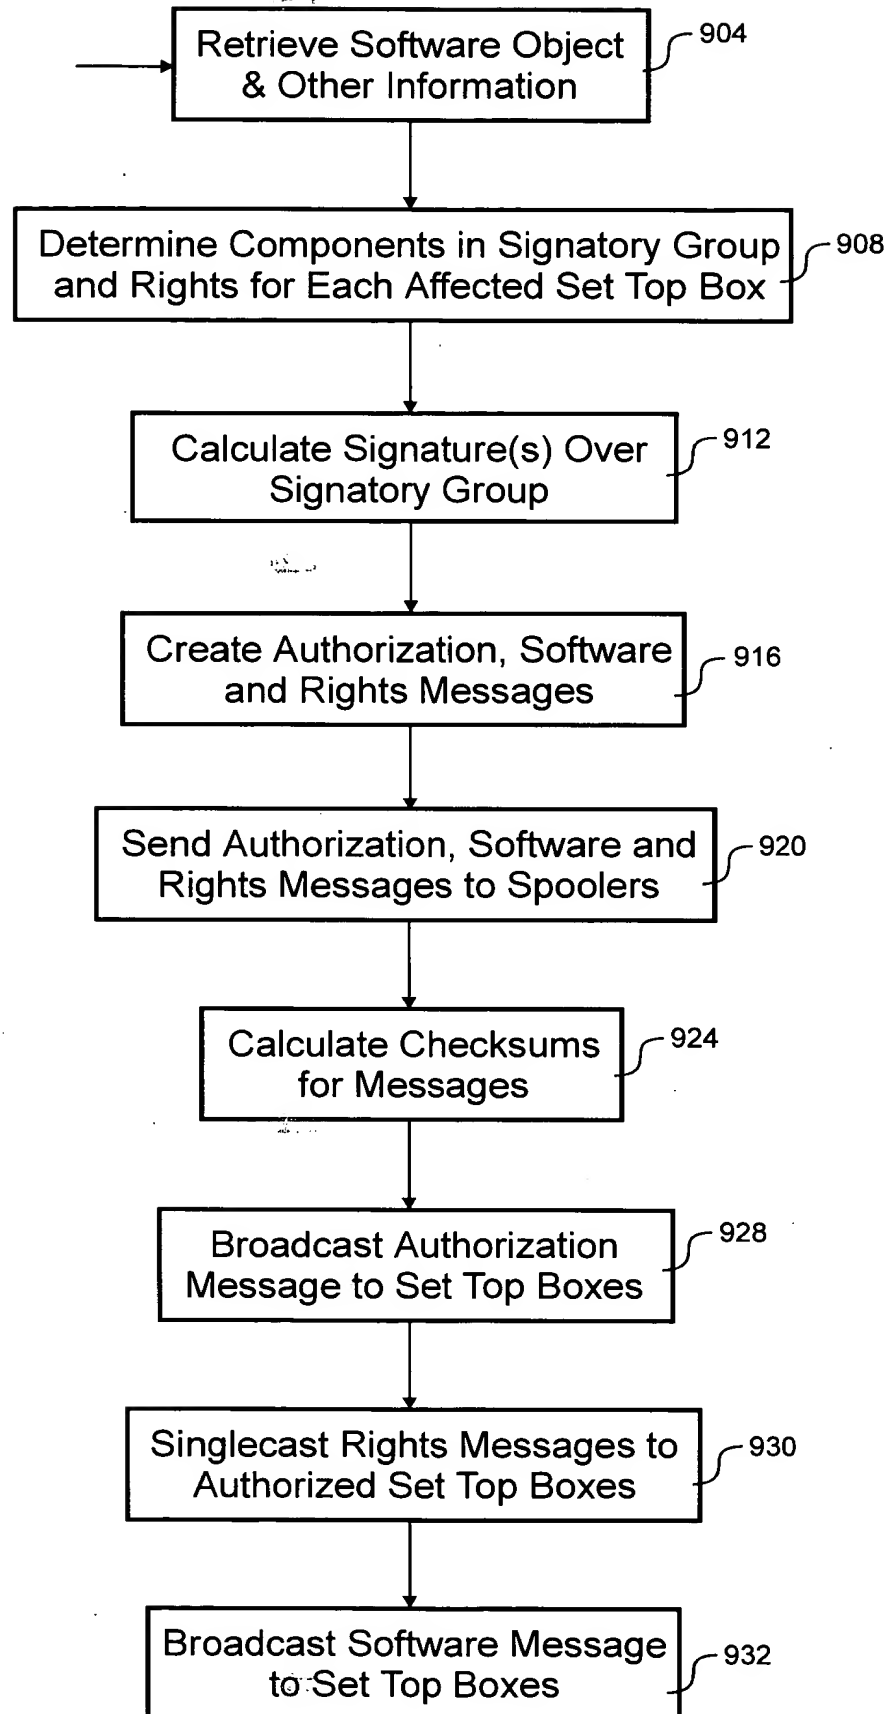 Retrieve Software Object
& Other Information
904
Determine Components in Signatory Group
and Rights for Each Affected Set Top Box
908
Calculate Signature(s) Over
Signatory Group
912
Create Authorization, Software
and Rights Messages
916
Send Authorization, Software and
Rights Messages to Spoolers
920
Calculate Checksums
for Messages
924
Broadcast Authorization
Message to Set Top Boxes
928
Singlecast Rights Messages to
Authorized Set Top Boxes
930
Broadcast Software Message
to Set Top Boxes
932